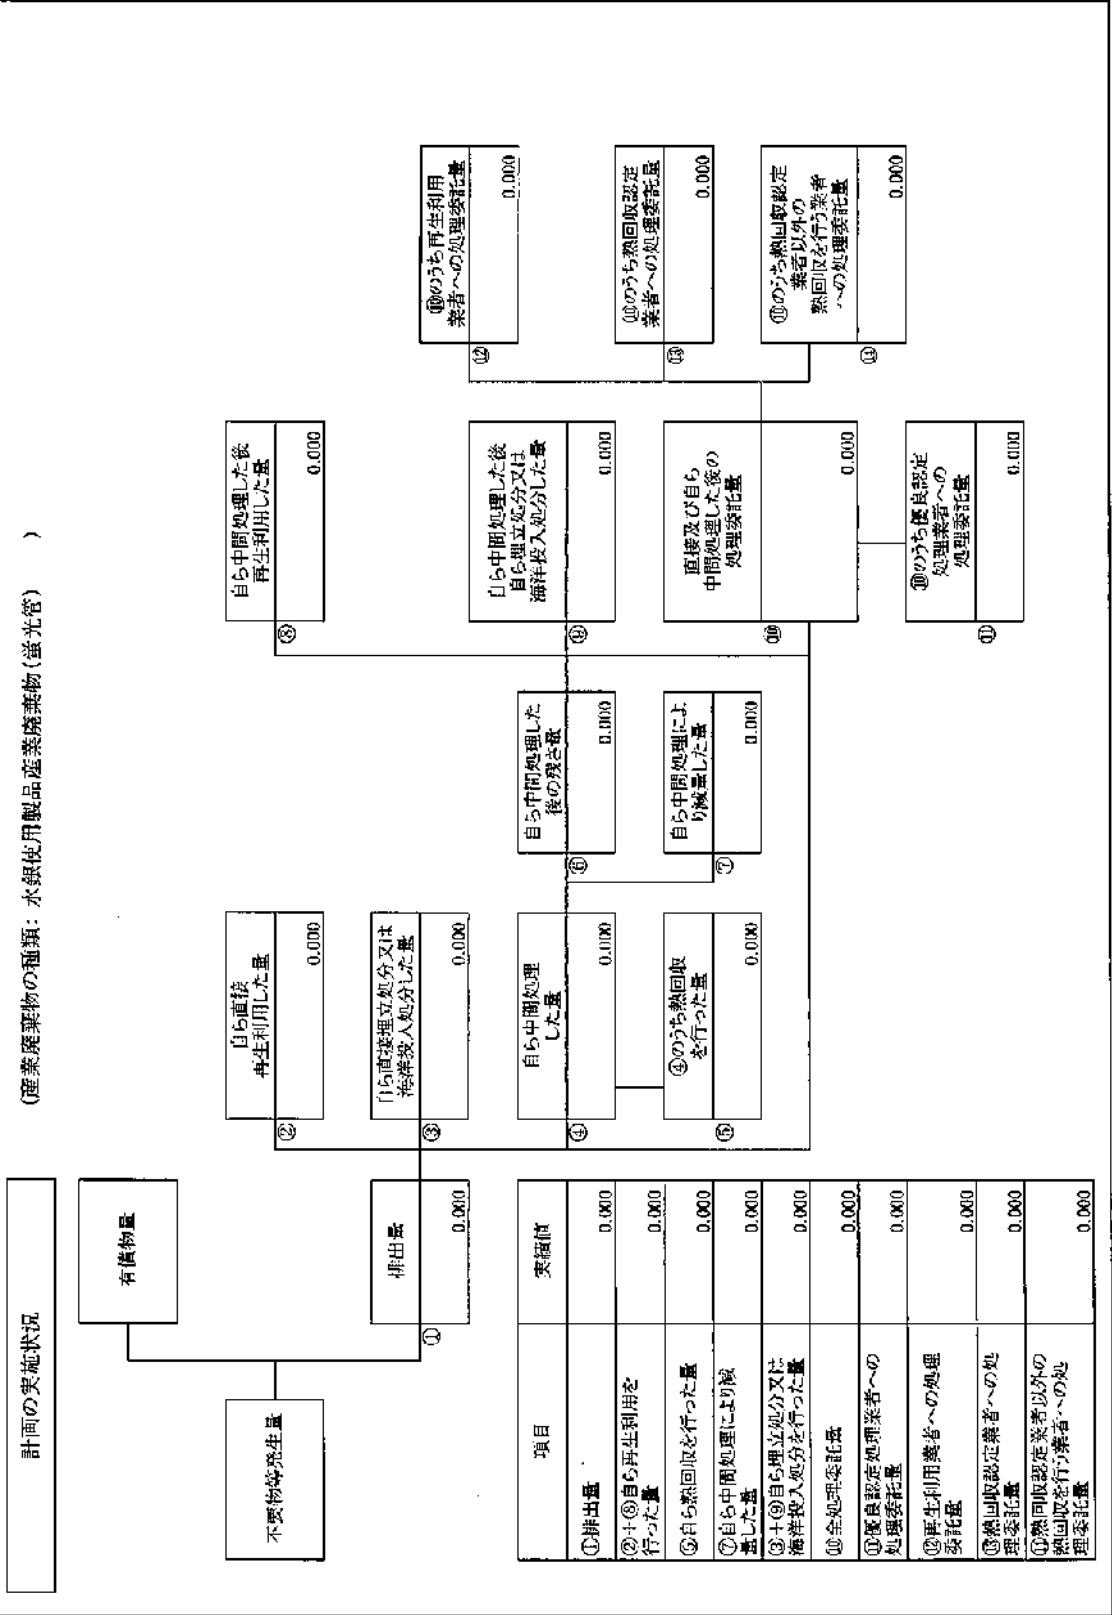 計画の実施状況
(産業廃棄物の種類: 水銀使用製品産業廃棄物(蛍光管) )
不要物等発生量
有償物量
①
排出量
0.000
②
自ら直接
再生利用した量
0.000
③
自ら直接埋立処分又は
海洋投入処分した量
0.000
④
自ら中間処理
した量
0.000
⑤
④のうち熱回収
を行った量
0.000
⑥
自ら中間処理した
後の残さ量
0.000
⑦
自ら中間処理によ
り減量した量
0.000
⑧
自ら中間処理した後
再生利用した量
0.000
⑨
自ら中間処理した後
自ら埋立処分又は
海洋投入処分した量
0.000
⑩
直接及び自ら
中間処理した後の
処理委託量
0.000
⑪
⑩のうち優良認定
処理業者への
処理委託量
0.000
⑫
⑩のうち再生利用
業者への処理委託量
0.000
⑬
⑩のうち熱回収認定
業者への処理委託量
0.000
⑭
⑩のうち熱回収認定
業者以外の
熱回収を行う業者
への処理委託量
0.000
項目 実績値
①排出量 0.000
②+⑧自ら再生利用を
行った量 0.000
⑤自ら熱回収を行った量 0.000
⑦自ら中間処理により減
量した量 0.000
③+⑨自ら埋立処分又は
海洋投入処分を行った量 0.000
⑩全処理委託量 0.000
⑪優良認定処理業者への
処理委託量 0.000
⑫再生利用業者への処理
委託量 0.000
⑬熱回収認定業者への処
理委託量 0.000
⑭熱回収認定業者以外の
熱回収を行う業者への処
理委託量 0.000